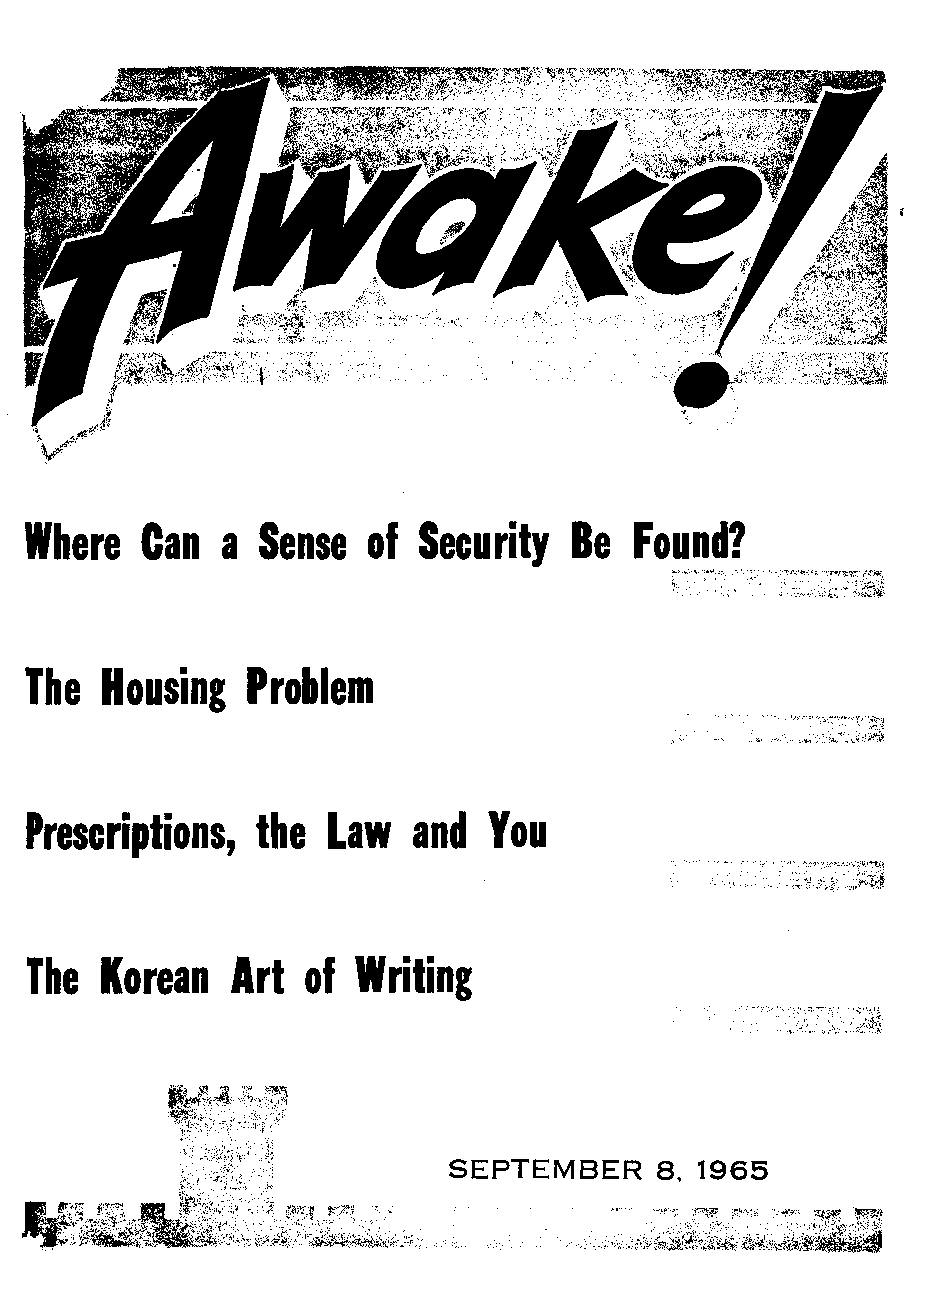 Awake!
Where Can a Sense of Security Be Found?
The Housing Problem
Prescriptions, the Law and You
The Korean Art of Writing
SEPTEMBER 8, 1965